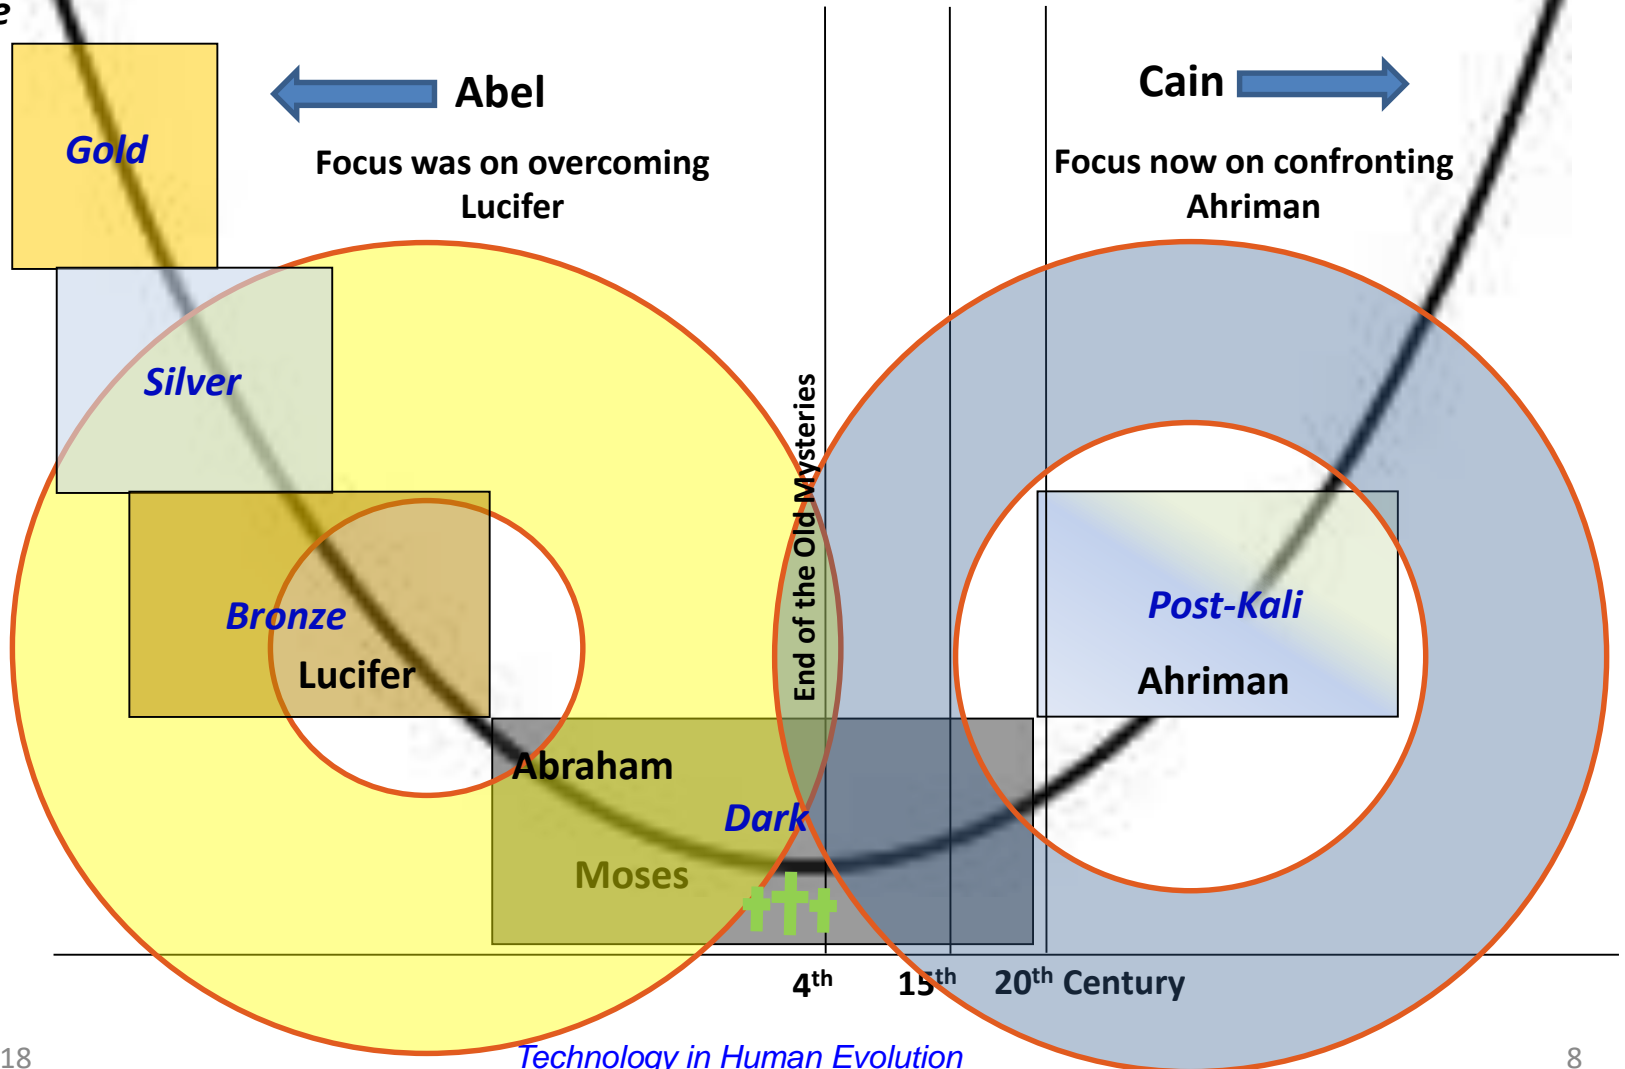 e
Gold
Abel
Cain
Focus was on overcoming
Lucifer
Focus now on confronting
Ahriman
Silver
End of the Old Mysteries
Bronze
Lucifer
Post-Kali
Ahriman
Abraham
Dark
Moses
4th
15th
20th Century
18
Technology in Human Evolution
8